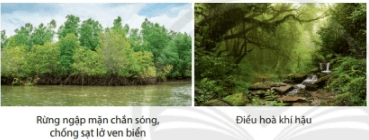 Rừng ngập mặn chắn sóng,
chống sạt lở ven biển
Điều hoà khí hậu